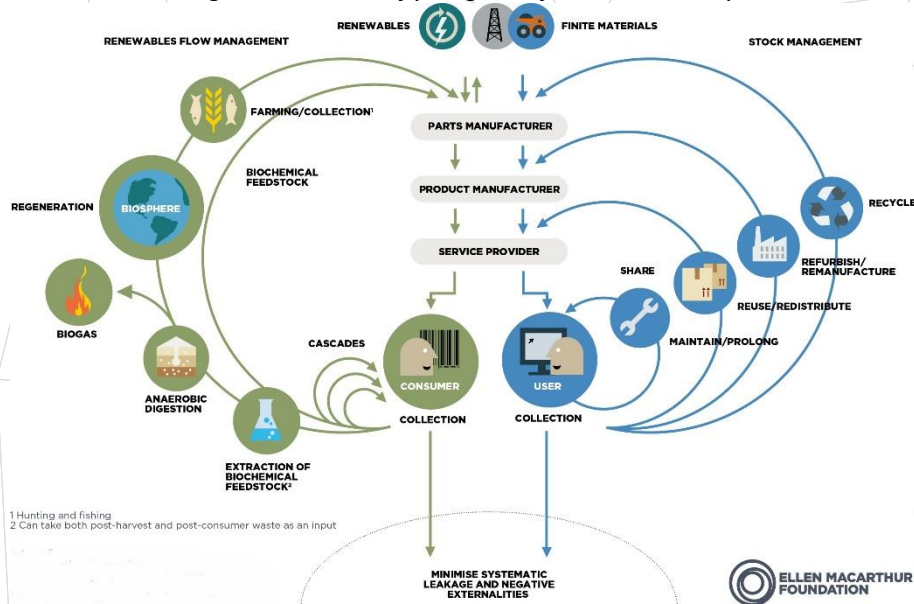 RENEWABLES
FINITE MATERIALS
RENEWABLES FLOW MANAGEMENT
STOCK MANAGEMENT
FARMING/COLLECTION¹
PARTS MANUFACTURER
BIOCHEMICAL
FEEDSTOCK
PRODUCT MANUFACTURER
REGENERATION
BIOSPHERE
RECYCLE
SERVICE PROVIDER
REFURBISH/
REMANUFACTURE
SHARE
REUSE/REDISTRIBUTE
BIOGAS
MAINTAIN/PROLONG
CASCADES
CONSUMER
USER
ANAEROBIC
DIGESTION
COLLECTION
COLLECTION
EXTRACTION OF
BIOCHEMICAL
FEEDSTOCK²
1 Hunting and fishing
2 Can take both post-harvest and post-consumer waste as an input
MINIMISE SYSTEMATIC
LEAKAGE AND NEGATIVE
EXTERNALITIES
ELLEN MACARTHUR
FOUNDATION